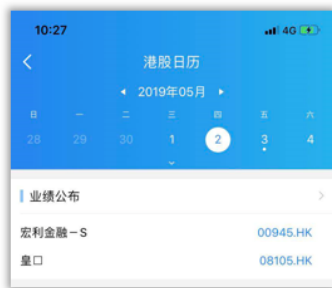 10:27
4G
港股日历
2019年05月
日 一 二 三 四 五 六
28 29 30 1 2 3 4
业绩公布
宏利金融－S 00945.HK
皇囗 08105.HK